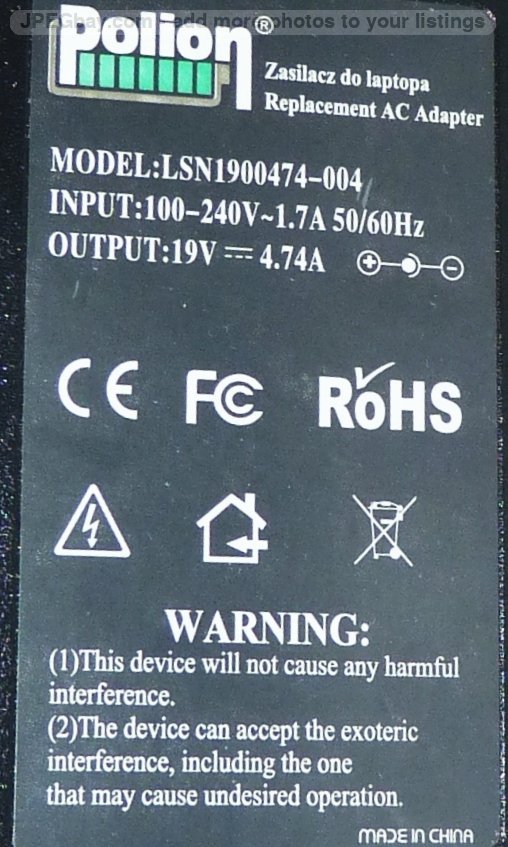 JPEGbay.com - add more photos to your listings
Polion®
Zasilacz do laptopa
Replacement AC Adapter
MODEL:LSN1900474-004
INPUT:100-240V~1.7A 50/60Hz
OUTPUT:19V ⎓ 4.74A
CE FC RoHS
WARNING:
(1)This device will not cause any harmful
interference.
(2)The device can accept the exoteric
interference, including the one
that may cause undesired operation.
MADE IN CHINA